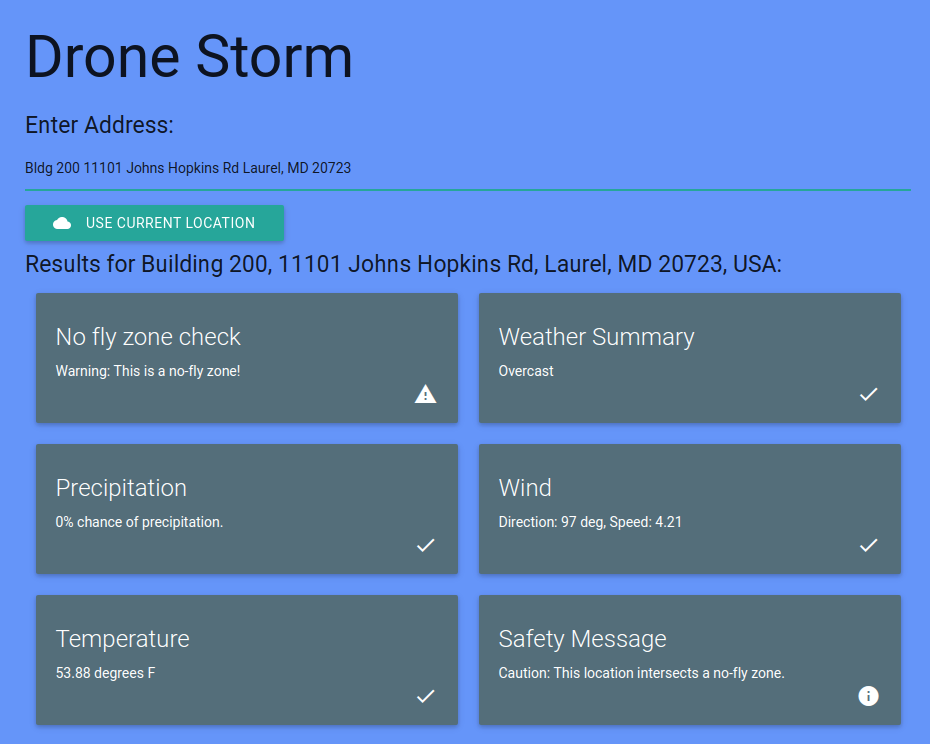 Drone Storm
Enter Address:
Bldg 200 11101 Johns Hopkins Rd Laurel, MD 20723
USE CURRENT LOCATION
Results for Building 200, 11101 Johns Hopkins Rd, Laurel, MD 20723, USA:
No fly zone check
Warning: This is a no-fly zone!
Weather Summary
Overcast
Precipitation
0% chance of precipitation.
Wind
Direction: 97 deg, Speed: 4.21
Temperature
53.88 degrees F
Safety Message
Caution: This location intersects a no-fly zone.